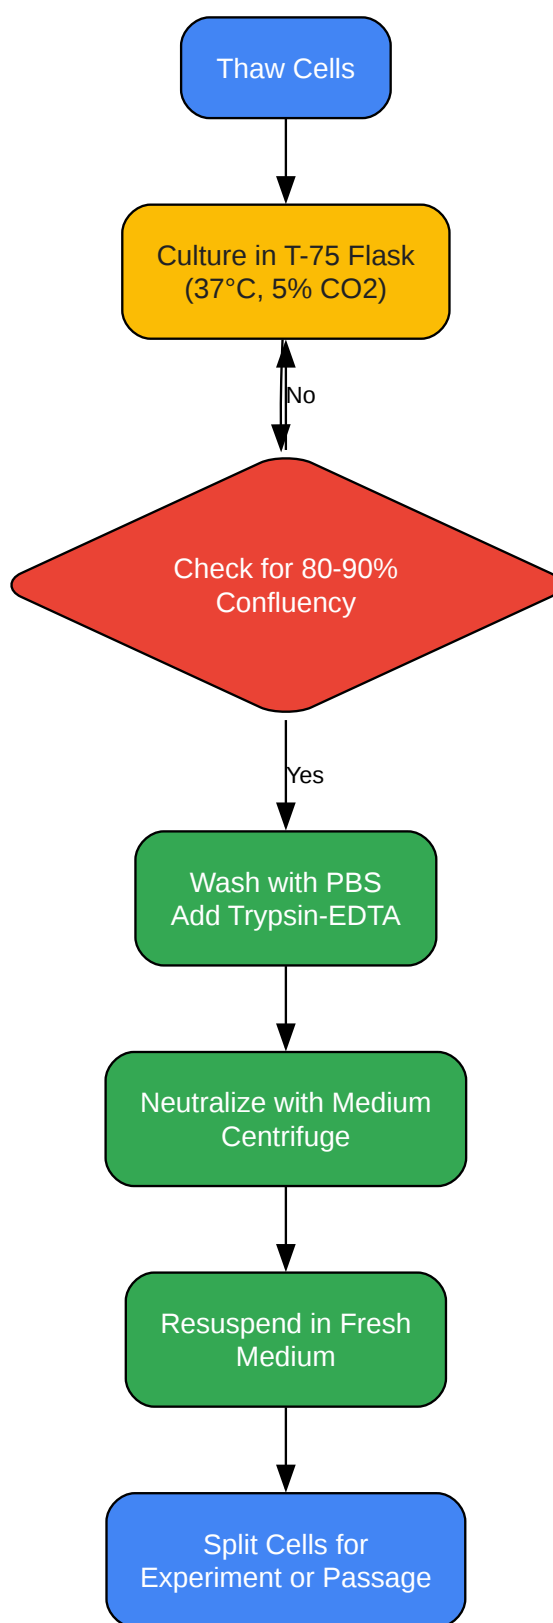 Thaw Cells
Culture in T-75 Flask
(37°C, 5% CO2)
No
Check for 80-90%
Confluency
Yes
Wash with PBS
Add Trypsin-EDTA
Neutralize with Medium
Centrifuge
Resuspend in Fresh
Medium
Split Cells for
Experiment or Passage